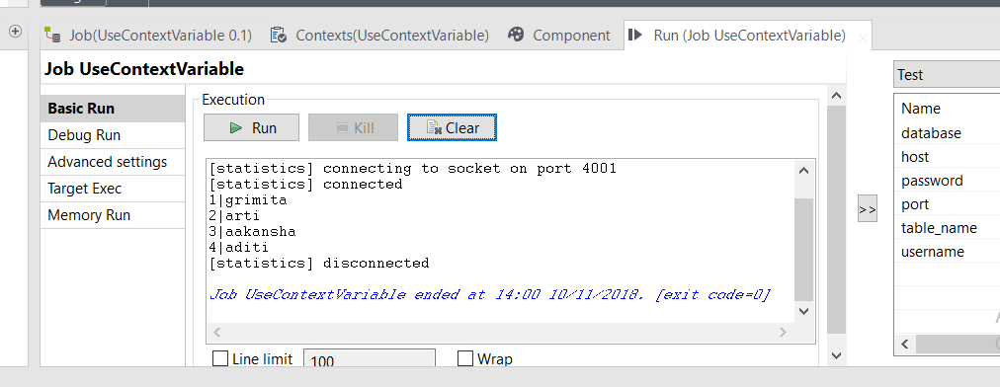 Job(UseContextVariable 0.1) Contexts(UseContextVariable) Component Run (Job UseContextVariable)
Job UseContextVariable
Basic Run
Debug Run
Advanced settings
Target Exec
Memory Run
Execution
Run Kill Clear
[statistics] connecting to socket on port 4001
[statistics] connected
1|grimita
2|arti
3|aakansha
4|aditi
[statistics] disconnected
Job UseContextVariable ended at 14:00 10/11/2018. [exit code=0]
Line limit 100 Wrap
>>
Test
Name
database
host
password
port
table_name
username